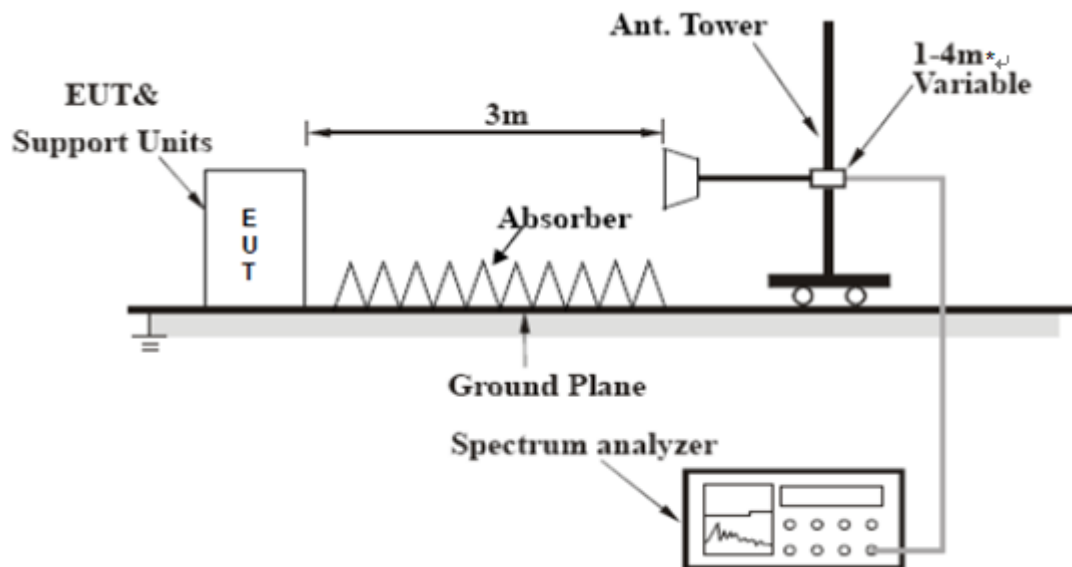 Ant. Tower
1-4m*↵
Variable
EUT&
Support Units
3m
E
U
T
Absorber
Ground Plane
Spectrum analyzer